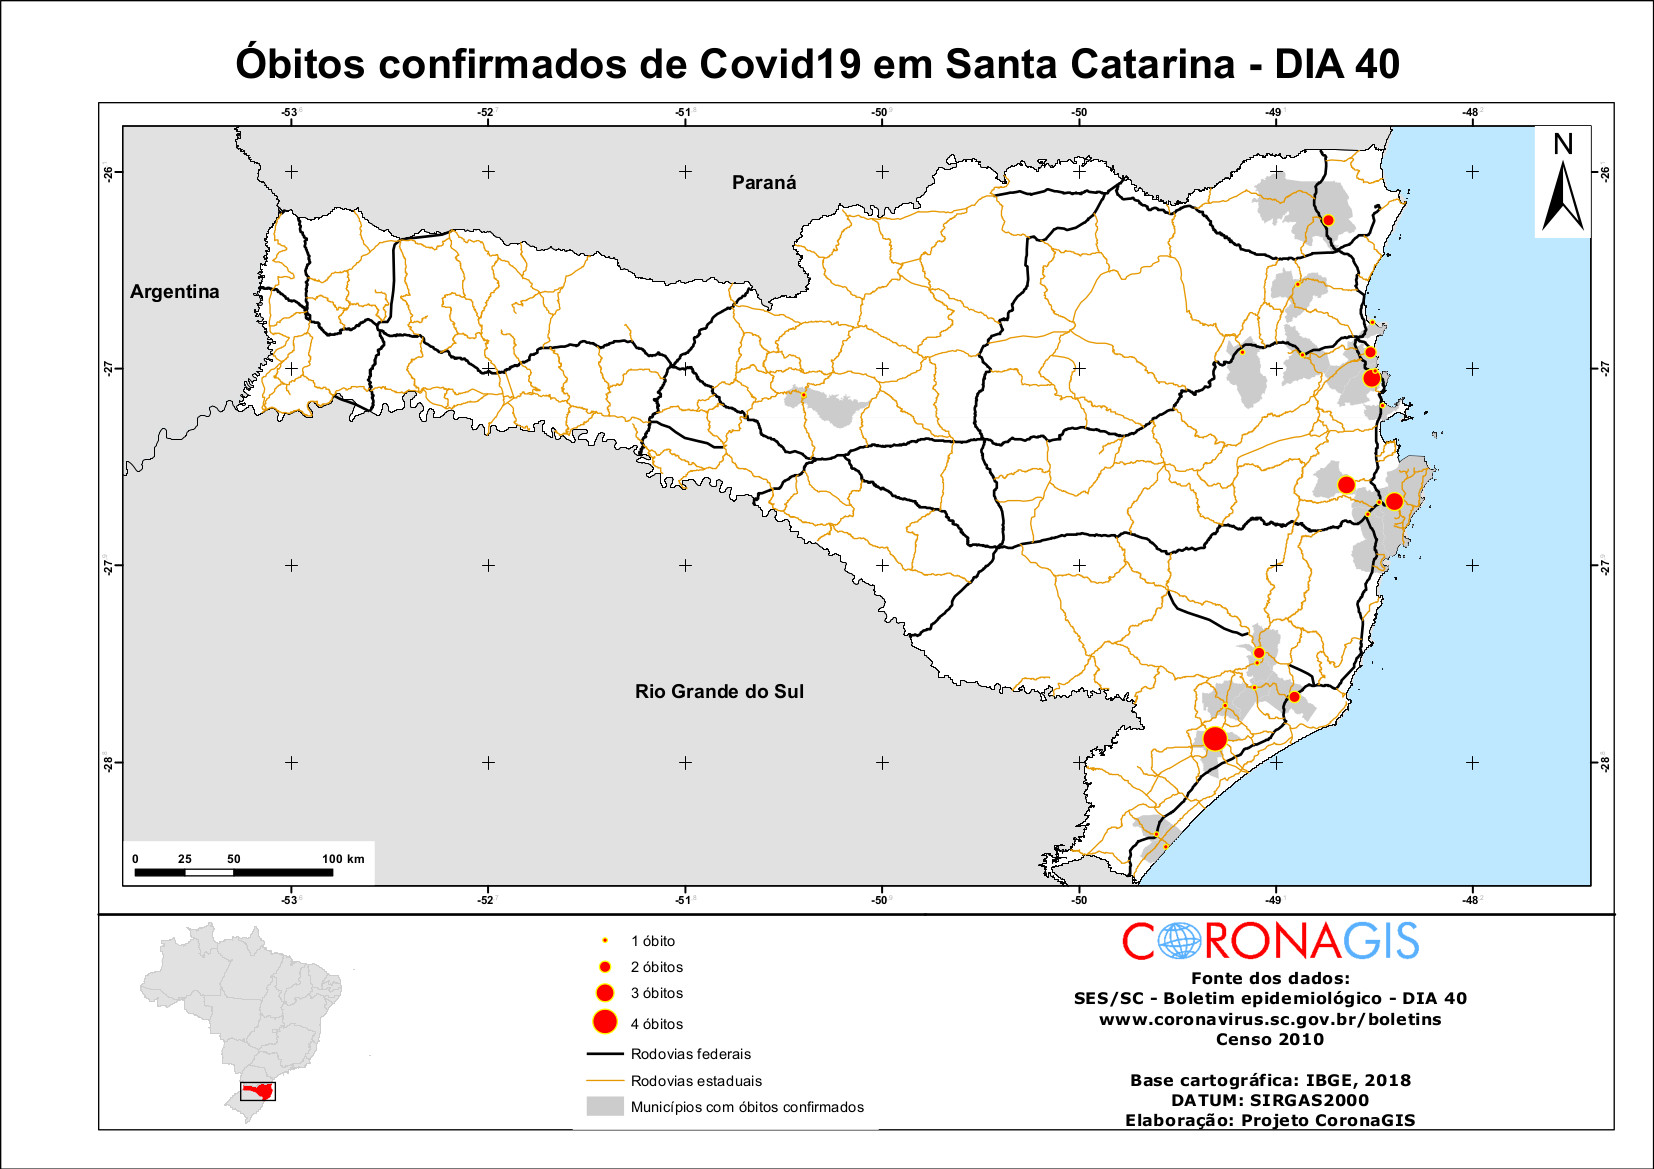 Óbitos confirmados de Covid19 em Santa Catarina - DIA 40
-53 -52 -51 -50 -50 -49 -48
N
-26 -26
Paraná
Argentina
-27 -27
-27 -27
Rio Grande do Sul
-28 -28
0 25 50 100 km
-53 -52 -51 -50 -50 -49 -48
1 óbito
2 óbitos
3 óbitos
4 óbitos
Rodovias federais
Rodovias estaduais
Municípios com óbitos confirmados
CORONAGIS
Fonte dos dados:
SES/SC - Boletim epidemiológico - DIA 40
www.coronavirus.sc.gov.br/boletins
Censo 2010
Base cartográfica: IBGE, 2018
DATUM: SIRGAS2000
Elaboração: Projeto CoronaGIS